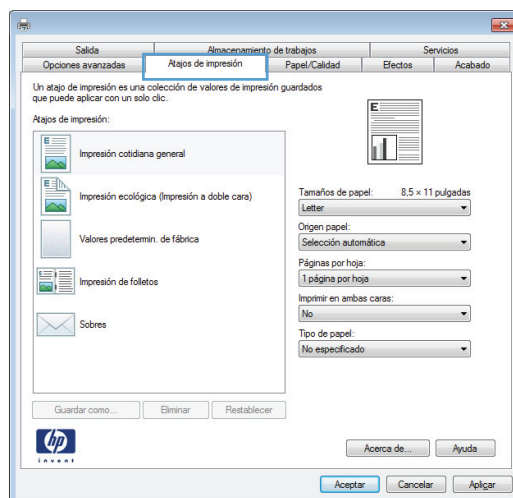 Salida Almacenamiento de trabajos Servicios
Opciones avanzadas Atajos de impresión Papel/Calidad Efectos Acabado
Un atajo de impresión es una colección de valores de impresión guardados
que puede aplicar con un solo clic.
Atajos de impresión:
E
Impresión cotidiana general
E
Impresión ecológica (Impresión a doble cara)
Valores predetermin. de fábrica
Impresión de folletos
Sobres
Guardar como... Eliminar Restablecer
E
Tamaños de papel: 8,5 × 11 pulgadas
Letter
Origen papel:
Selección automática
Páginas por hoja:
1 página por hoja
Imprimir en ambas caras:
No
Tipo de papel:
No especificado
hp
invent
Acerca de... Ayuda
Aceptar Cancelar Aplicar